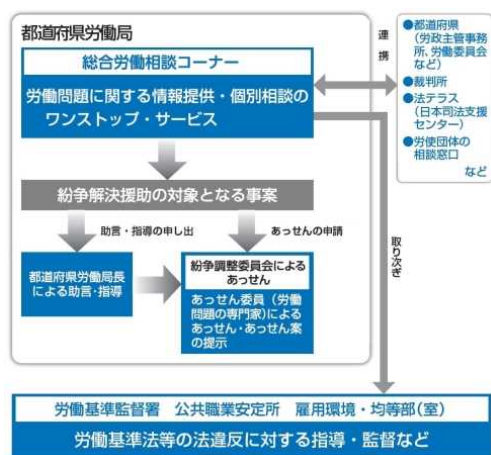 都道府県労働局
総合労働相談コーナー
労働問題に関する情報提供・個別相談の
ワンストップ・サービス
連携
●都道府県
(労政主管事務
所、労働委員会
など)
●裁判所
●法テラス
(日本司法支援
センター)
●労使団体の
相談窓口
など
紛争解決援助の対象となる事案
助言・指導の申し出
あっせんの申請
都道府県労働局長
による助言・指導
紛争調整委員会による
あっせん
あっせん委員(労働
問題の専門家)による
あっせん・あっせん案
の提示
取り次ぎ
労働基準監督署 公共職業安定所 雇用環境・均等部(室)
労働基準法等の法違反に対する指導・監督など